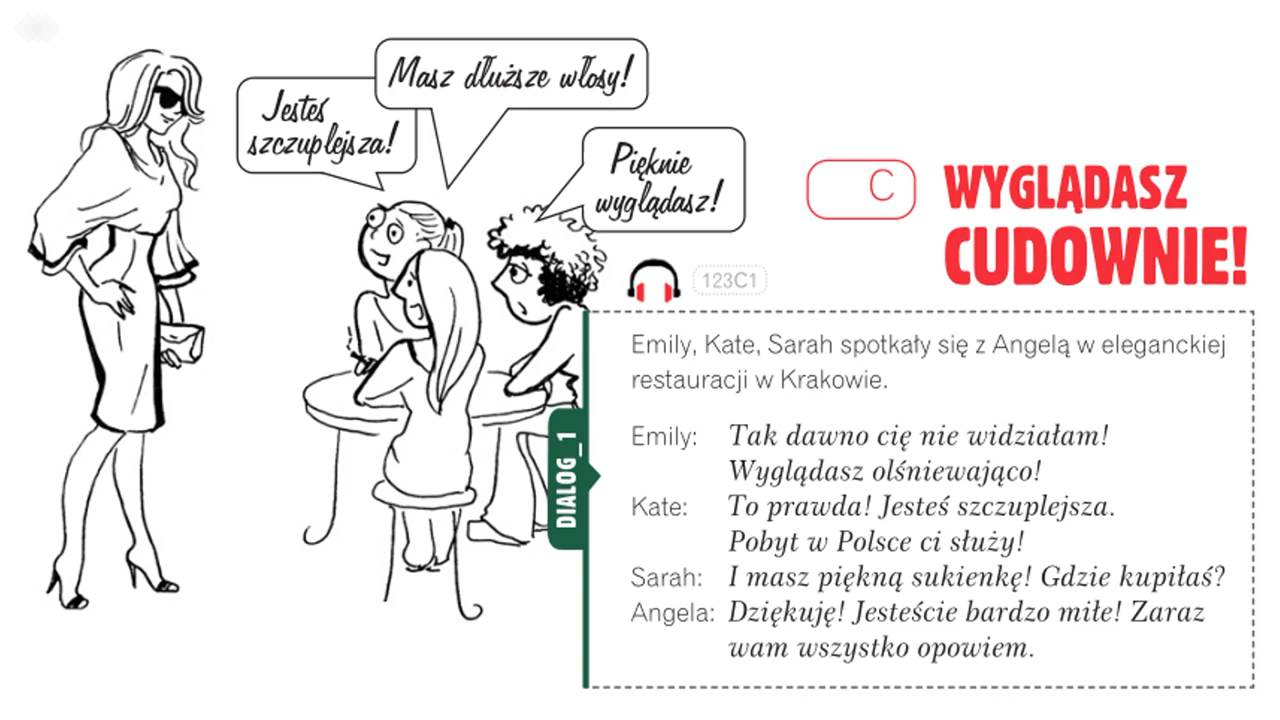 Masz dłuższe włosy!
Jesteś
szczuplejsza!
Pięknie
wyglądasz!
C
WYGLĄDASZ
CUDOWNIE!
123C1
Emily, Kate, Sarah spotkały się z Angelą w eleganckiej
restauracji w Krakowie.
DIALOG_1
Emily: Tak dawno cię nie widziałam!
Wyglądasz olśniewająco!
Kate: To prawda! Jesteś szczuplejsza.
Pobyt w Polsce ci służy!
Sarah: I masz piękną sukienkę! Gdzie kupiłaś?
Angela: Dziękuję! Jesteście bardzo miłe! Zaraz
wam wszystko opowiem.